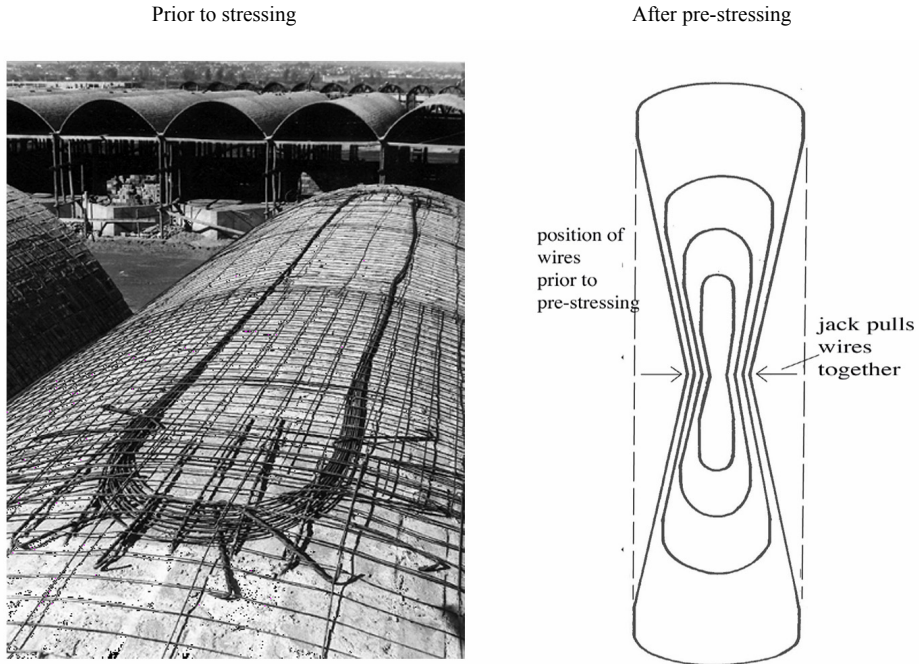 Prior to stressing
After pre-stressing
position of
wires
prior to
pre-stressing
jack pulls
wires
together